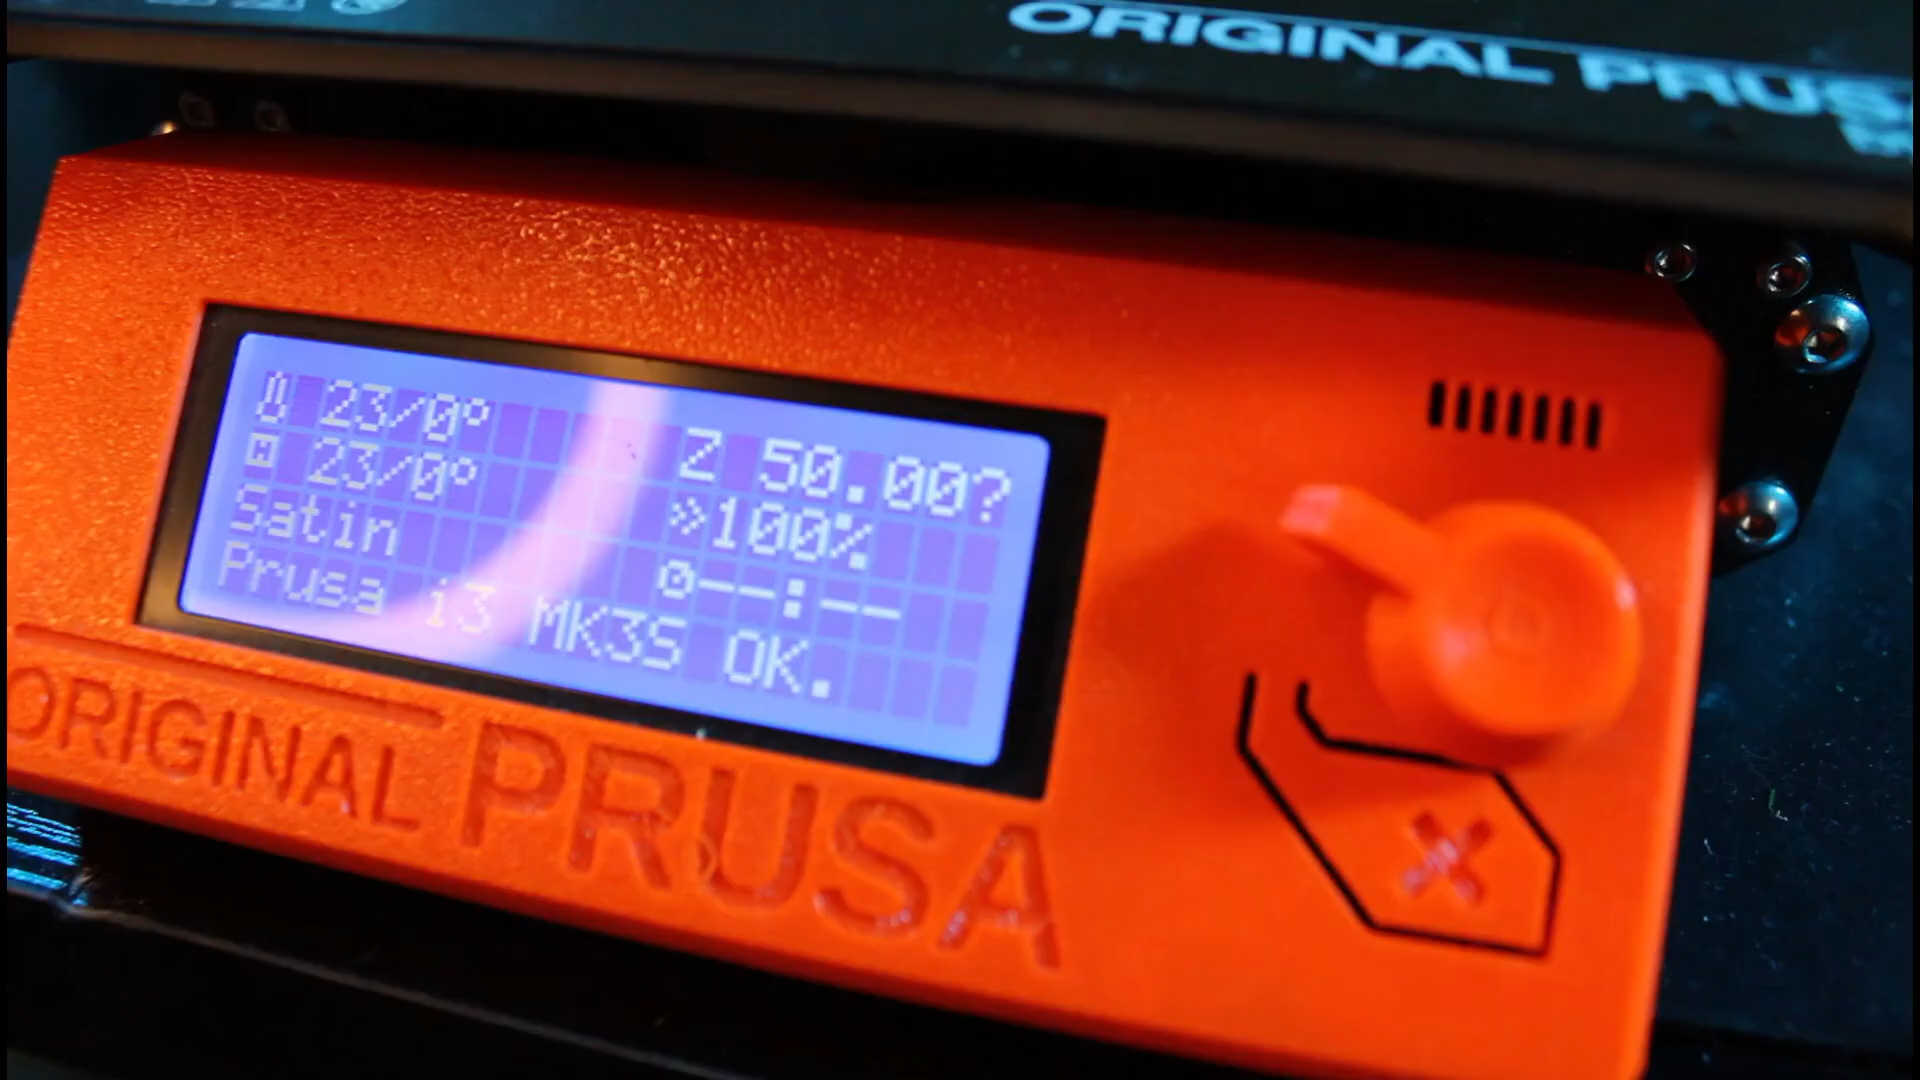 ORIGINAL PRUSA
23/0° Z 50.00?
23/0° »100%
Satin --:--
Prusa i3 MK3S OK.
ORIGINAL PRUSA